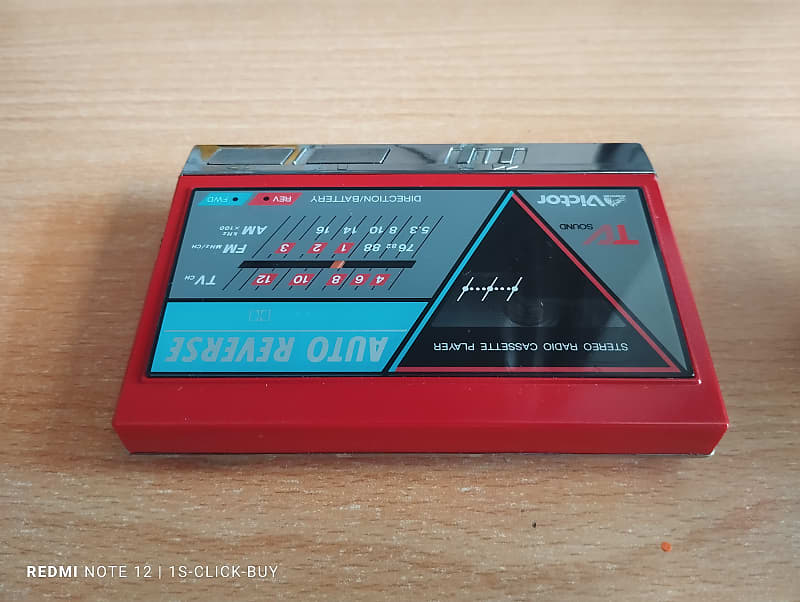 STEREO RADIO CASSETTE PLAYER
TV SOUND
Victor
AUTO REVERSE
4 6 8 10 12 TV CH
76 82 88 1 2 3 FM MHz/CH
5.3 8 10 14 16 AM kHz ×100
DIRECTION/BATTERY REV FWD
REDMI NOTE 12 | 1S-CLICK-BUY